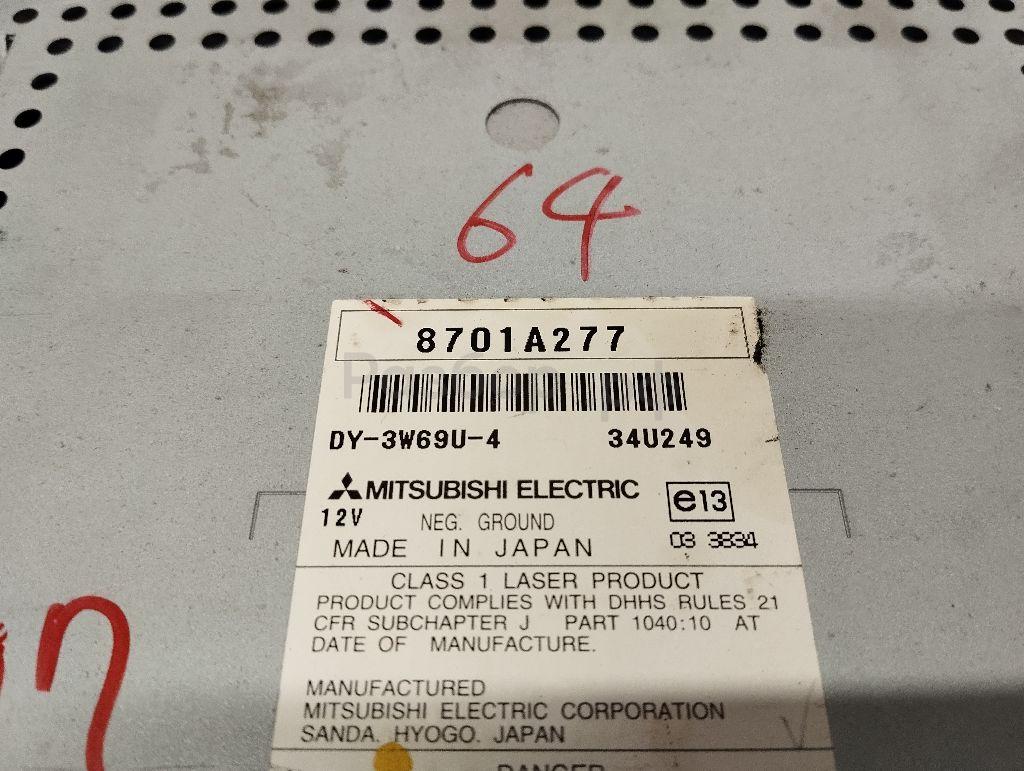 64
8701A277
DY-3W69U-4 34U249
MITSUBISHI ELECTRIC e13
12V NEG. GROUND
MADE IN JAPAN 03 3834
CLASS 1 LASER PRODUCT
PRODUCT COMPLIES WITH DHHS RULES 21
CFR SUBCHAPTER J PART 1040:10 AT
DATE OF MANUFACTURE.
MANUFACTURED
MITSUBISHI ELECTRIC CORPORATION
SANDA. HYOGO. JAPAN
DANGER